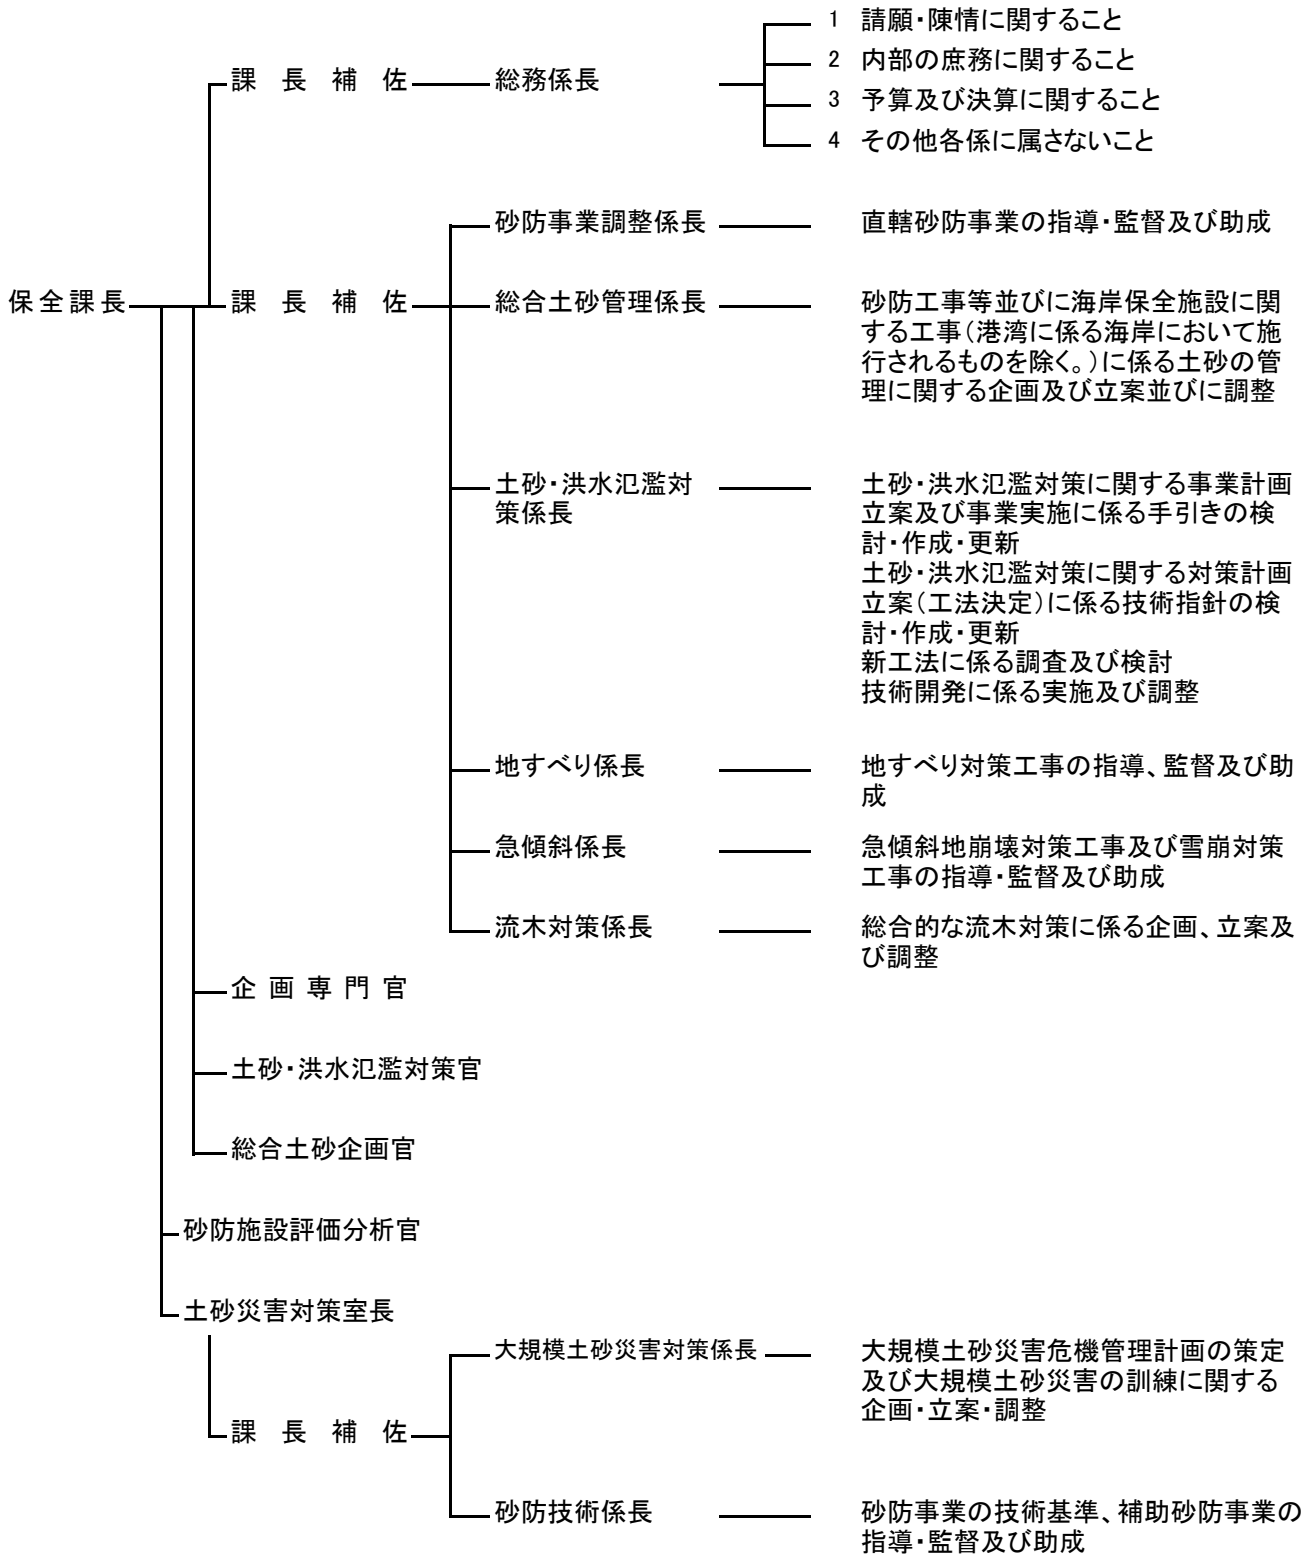 1 請願・陳情に関すること
2 内部の庶務に関すること
課長補佐 総務係長
3 予算及び決算に関すること
4 その他各係に属さないこと
砂防事業調整係長 直轄砂防事業の指導・監督及び助成
保全課長 課長補佐 総合土砂管理係長 砂防工事等並びに海岸保全施設に関
する工事（港湾に係る海岸において施
行されるものを除く。）に係る土砂の管
理に関する企画及び立案並びに調整
土砂・洪水氾濫対 土砂・洪水氾濫対策に関する事業計画
策係長 立案及び事業実施に係る手引きの検
討・作成・更新
土砂・洪水氾濫対策に関する対策計画
立案（工法決定）に係る技術指針の検
討・作成・更新
新工法に係る調査及び検討
技術開発に係る実施及び調整
地すべり係長 地すべり対策工事の指導、監督及び助
成
急傾斜係長 急傾斜地崩壊対策工事及び雪崩対策
工事の指導・監督及び助成
流木対策係長 総合的な流木対策に係る企画、立案及
び調整
企画専門官
土砂・洪水氾濫対策官
総合土砂企画官
砂防施設評価分析官
土砂災害対策室長
大規模土砂災害対策係長 大規模土砂災害危機管理計画の策定
及び大規模土砂災害の訓練に関する
企画・立案・調整
課長補佐
砂防技術係長 砂防事業の技術基準、補助砂防事業の
指導・監督及び助成